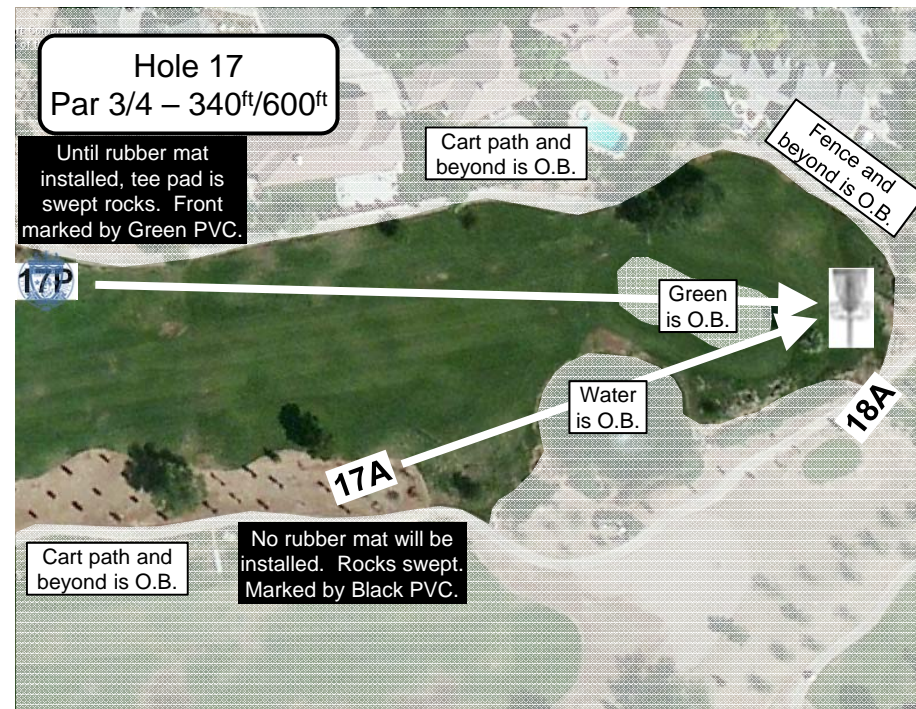 Corporation
Hole 17
Par 3/4 – 340ft/600ft
Until rubber mat
installed, tee pad is
swept rocks. Front
marked by Green PVC.
Cart path and
beyond is O.B.
Fence and
beyond is O.B.
17P
Green
is O.B.
Water
is O.B.
18A
17A
No rubber mat will be
installed. Rocks swept.
Marked by Black PVC.
Cart path and
beyond is O.B.